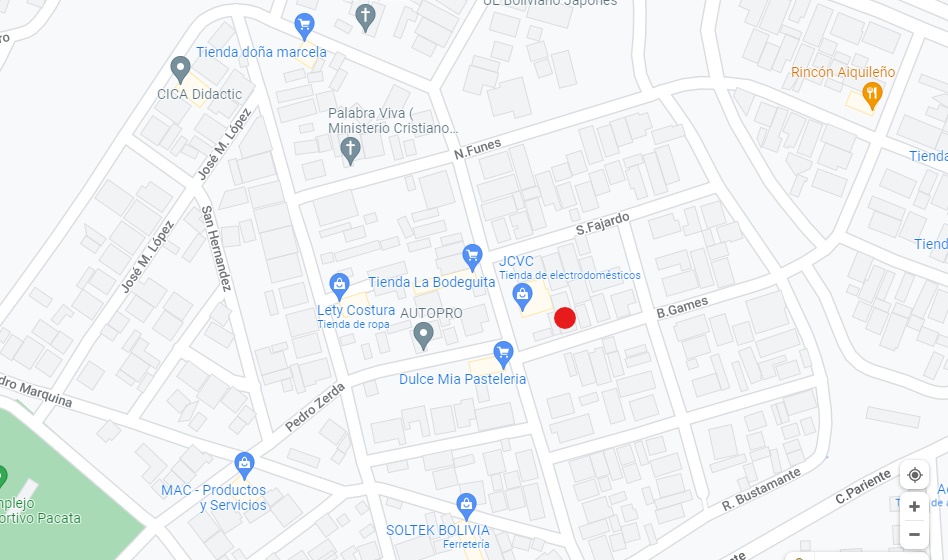 UE Boliviano Japonés
Tienda doña marcela
CICA Didactic
Rincón Aiquileño
Palabra Viva (
Ministerio Cristiano...
José M. López
N.Funes
Tienda
San Hernandez
José M. López
S.Fajardo
Tiend
Tienda La Bodeguita
JCVC
Tienda de electrodomésticos
Lety Costura
Tienda de ropa
AUTOPRO
B.Games
Dulce Mia Pasteleria
dro Marquina
Pedro Zerda
MAC - Productos
y Servicios
mplejo
ortivo Pacata
SOLTEK BOLIVIA
Ferretería
R. Bustamante
C.Pariente